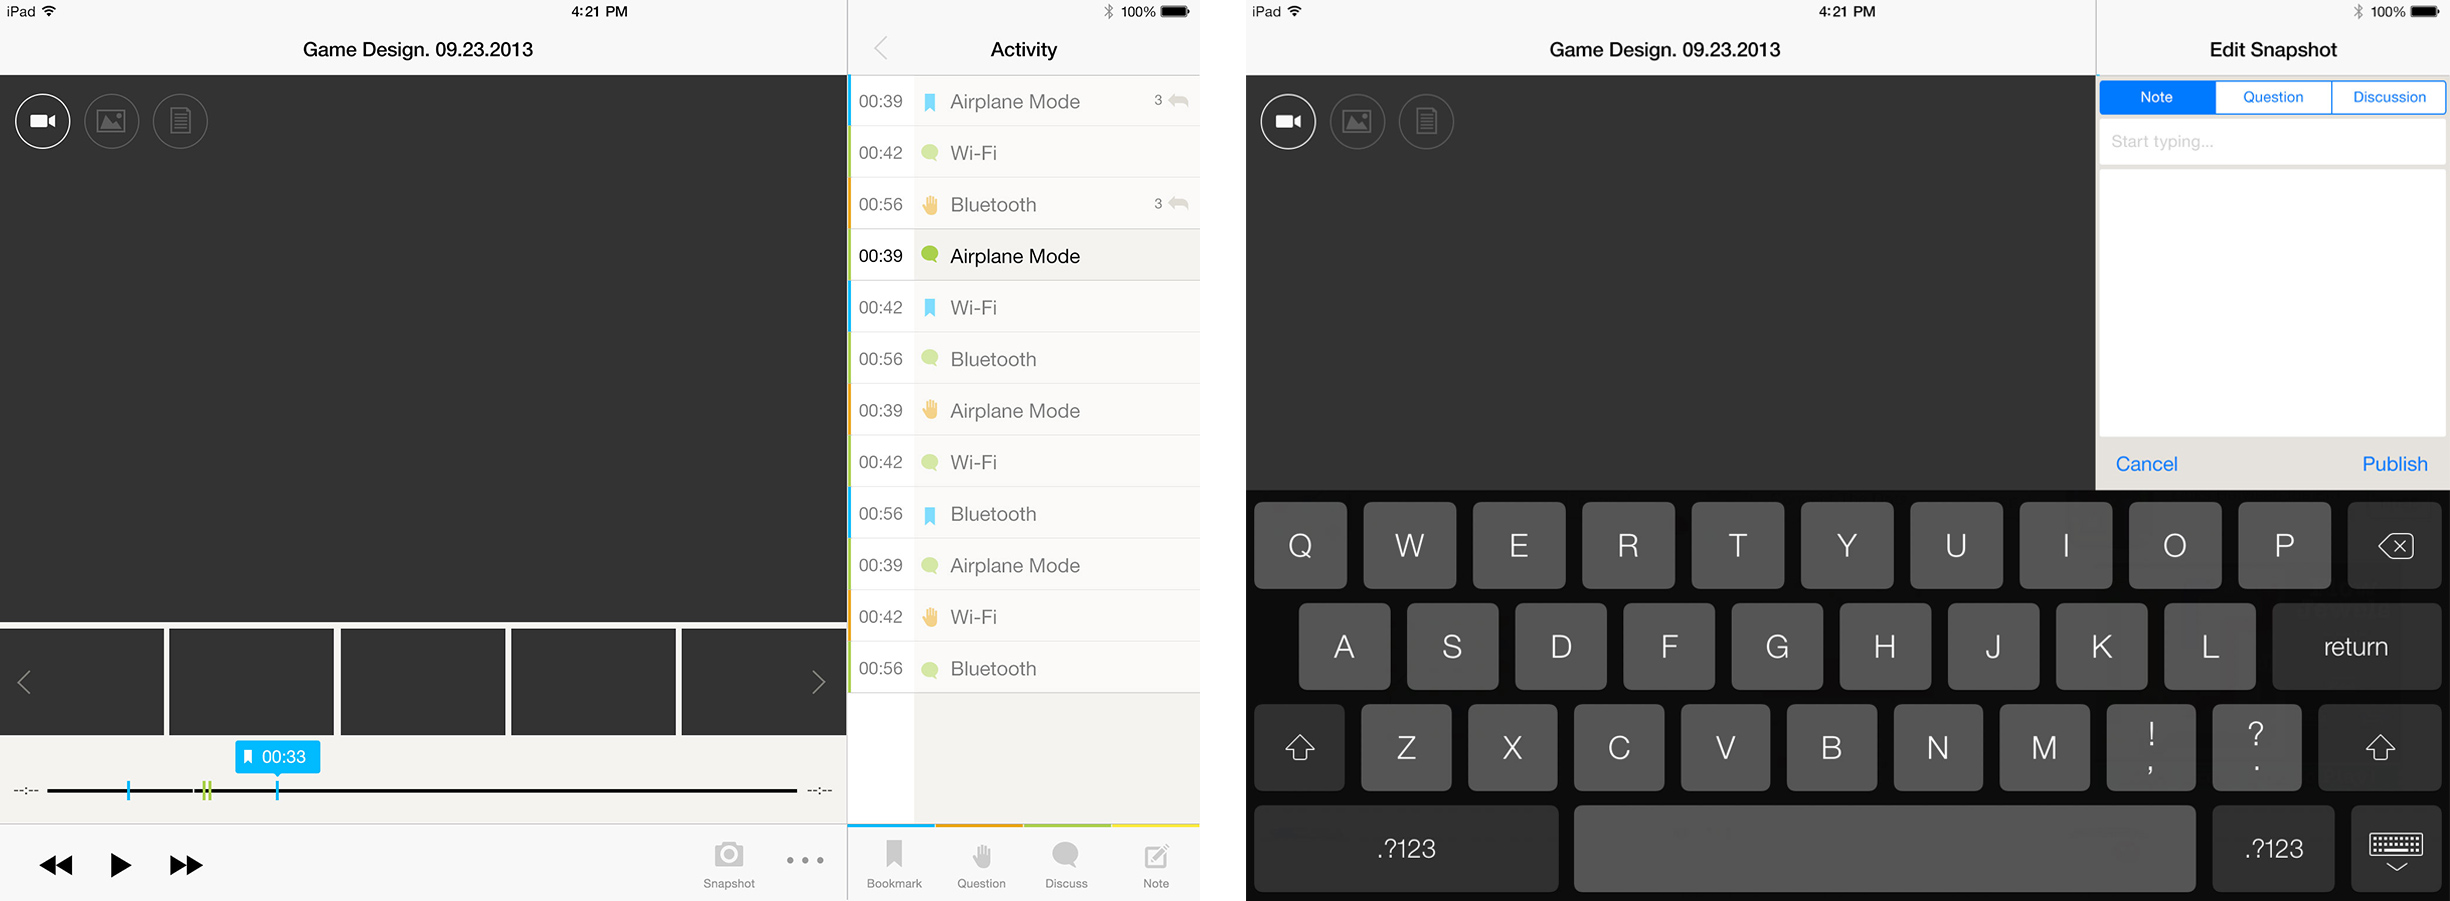 iPad 4:21 PM 100%
Game Design. 09.23.2013
Activity
00:39 Airplane Mode 3
00:42 Wi-Fi
00:56 Bluetooth 3
00:39 Airplane Mode
00:42 Wi-Fi
00:56 Bluetooth
00:39 Airplane Mode
00:42 Wi-Fi
00:56 Bluetooth
00:39 Airplane Mode
00:42 Wi-Fi
00:56 Bluetooth
00:33
--:-- --:--
Snapshot
Bookmark Question Discuss Note
iPad 4:21 PM 100%
Game Design. 09.23.2013
Edit Snapshot
Note Question Discussion
Start typing...
Cancel Publish
Q W E R T Y U I O P
A S D F G H J K L return
Z X C V B N M ! , ? .
.?123 .?123